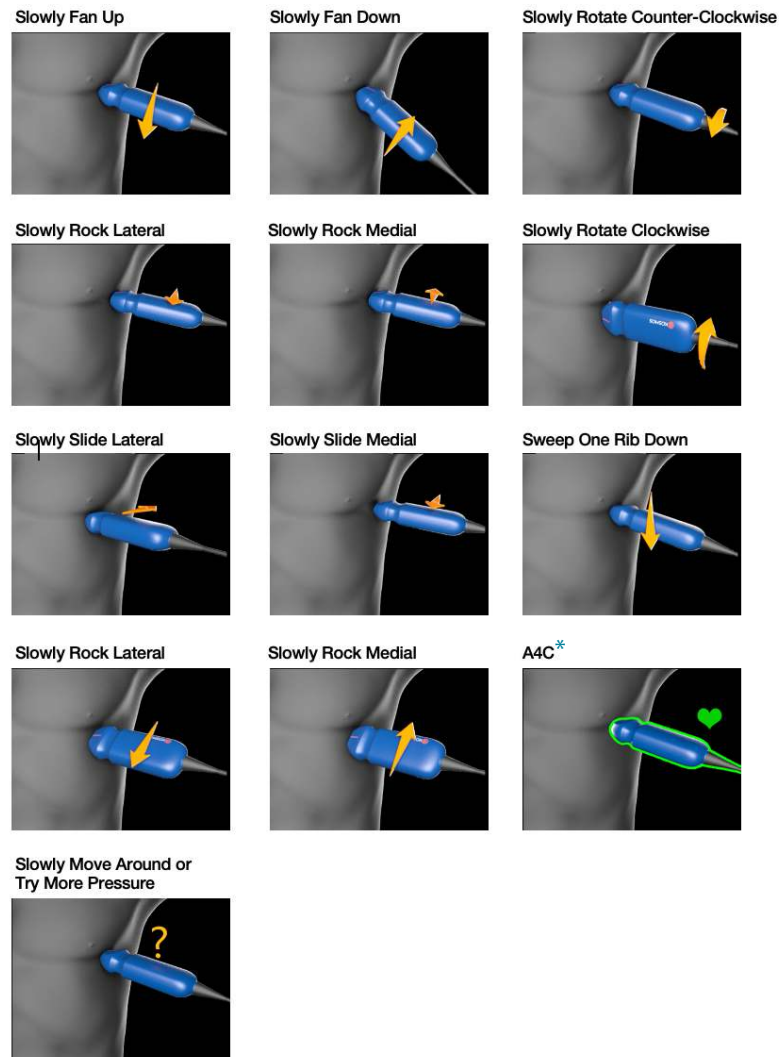 Slowly Fan Up
Slowly Fan Down
Slowly Rotate Counter-Clockwise
Slowly Rock Lateral
Slowly Rock Medial
Slowly Rotate Clockwise
Slowly Slide Lateral
Slowly Slide Medial
Sweep One Rib Down
Slowly Rock Lateral
Slowly Rock Medial
A4C*
Slowly Move Around or
Try More Pressure
?